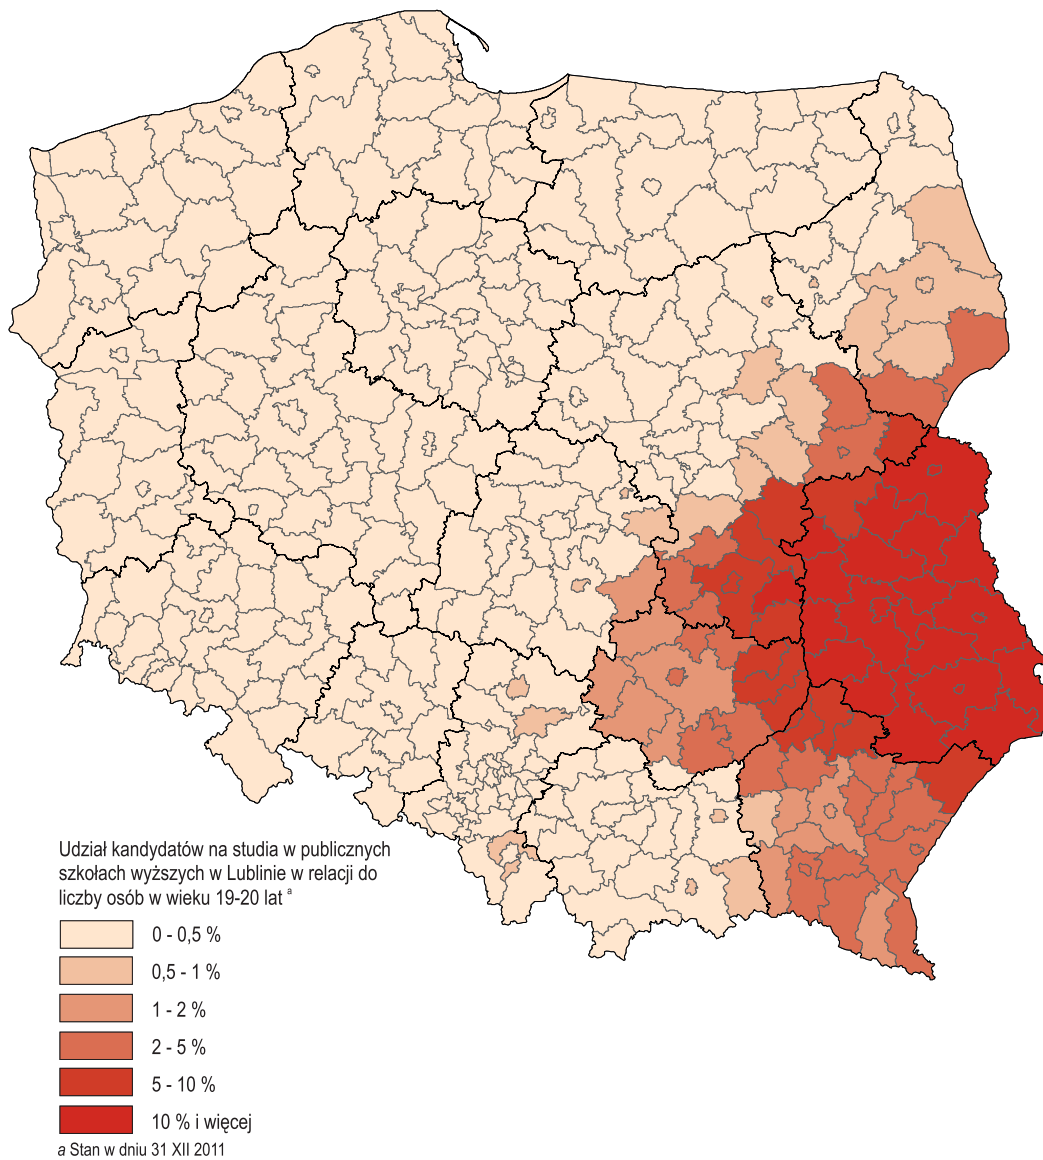 Udział kandydatów na studia w publicznych
szkołach wyższych w Lublinie w relacji do
liczby osób w wieku 19-20 lat ª
0 - 0,5 %
0,5 - 1 %
1 - 2 %
2 - 5 %
5 - 10 %
10 % i więcej
a Stan w dniu 31 XII 2011